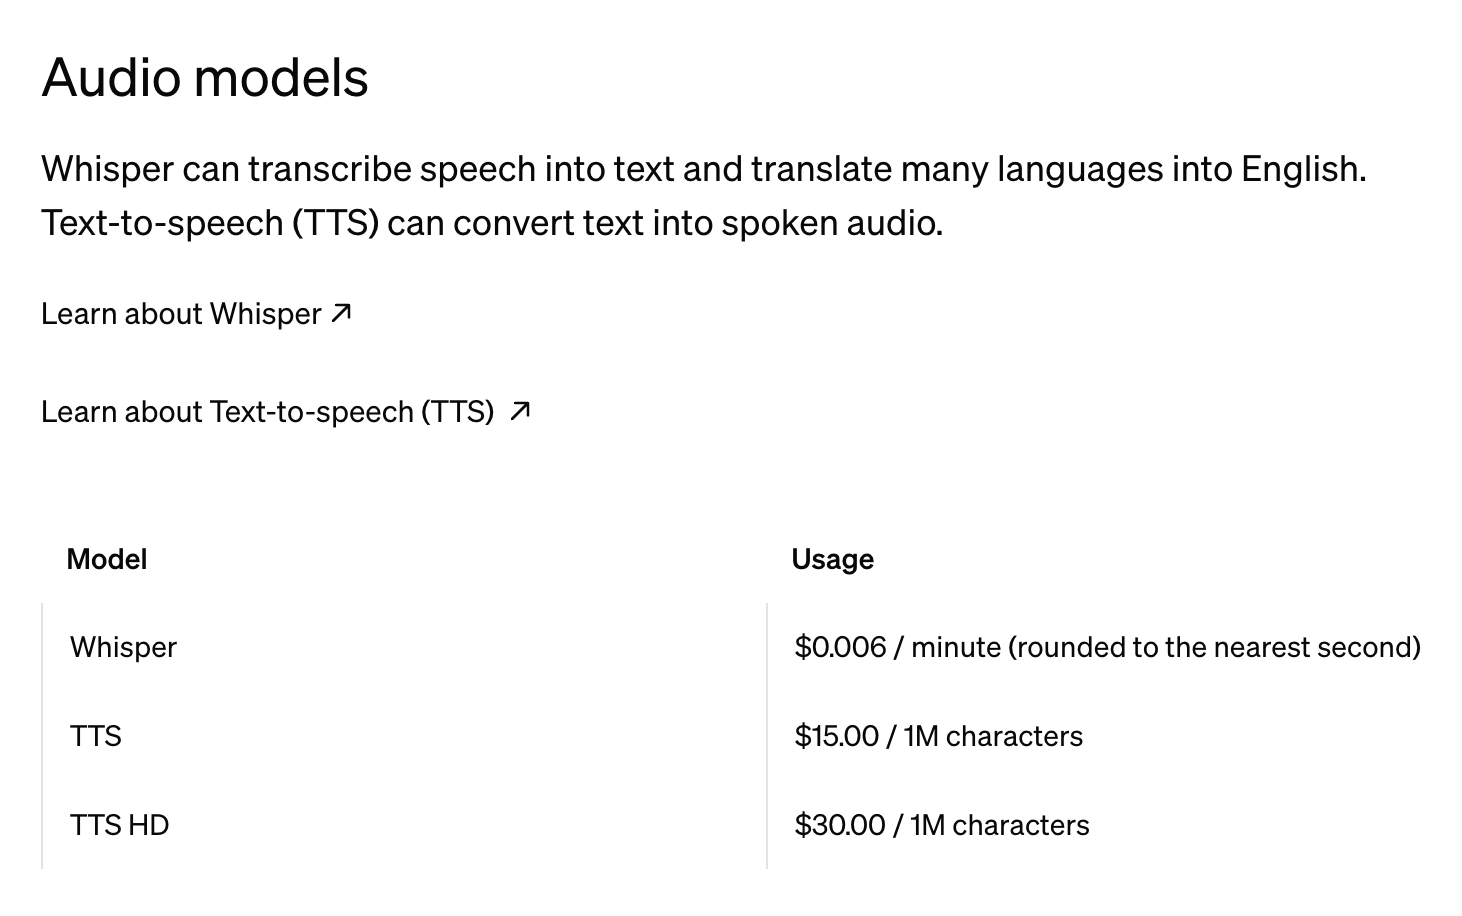 Audio models
Whisper can transcribe speech into text and translate many languages into English.
Text-to-speech (TTS) can convert text into spoken audio.
Learn about Whisper ↗
Learn about Text-to-speech (TTS) ↗
Model Usage
Whisper $0.006 / minute (rounded to the nearest second)
TTS $15.00 / 1M characters
TTS HD $30.00 / 1M characters